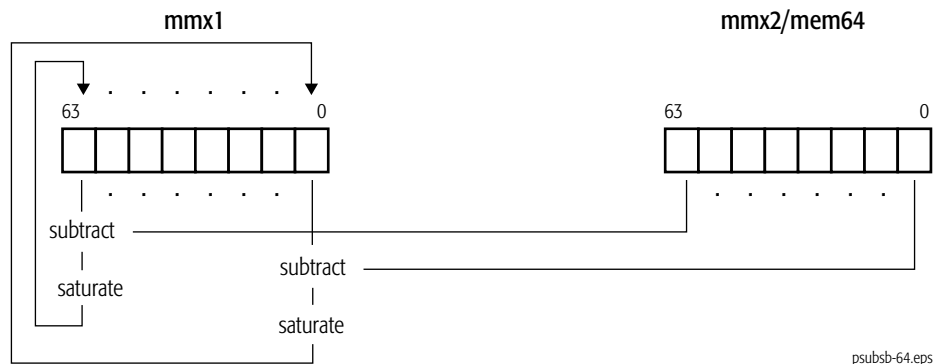 mmx1 mmx2/mem64
. . . . . .
63 0 63 0
. . . . . . . . . . . .
subtract
subtract
saturate
saturate
psubsb-64.eps